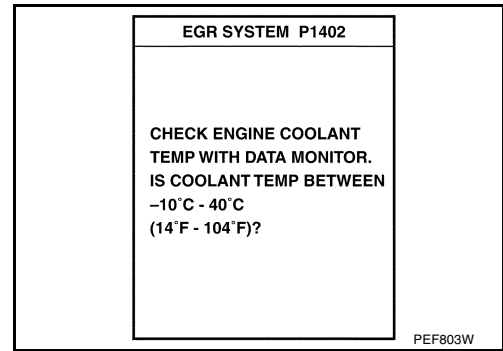 EGR SYSTEM P1402
CHECK ENGINE COOLANT
TEMP WITH DATA MONITOR.
IS COOLANT TEMP BETWEEN
–10˚C - 40˚C
(14˚F - 104˚F)?
PEF803W